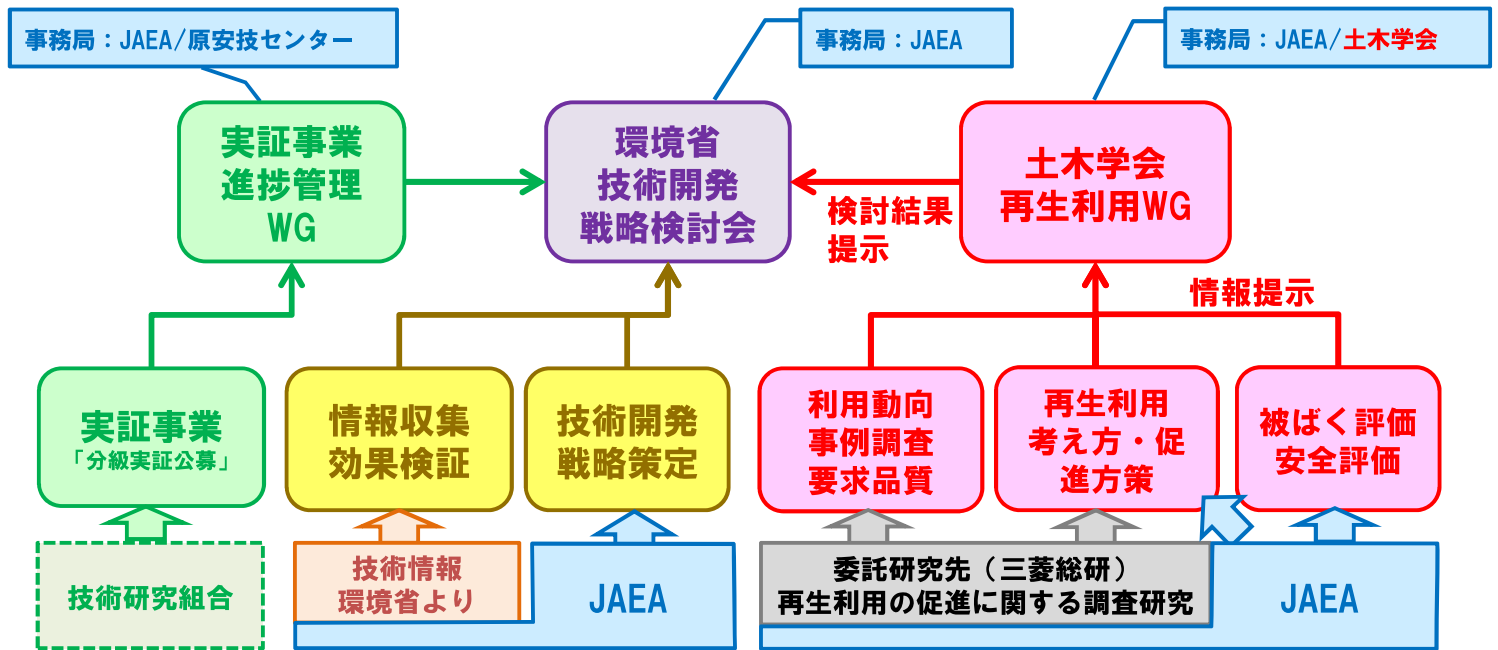 事務局：JAEA/原安技センター
事務局：JAEA
事務局：JAEA/土木学会
実証事業
進捗管理
WG
環境省
技術開発
戦略検討会
土木学会
再生利用WG
検討結果
提示
情報提示
実証事業
「分級実証公募」
情報収集
効果検証
技術開発
戦略策定
利用動向
事例調査
要求品質
再生利用
考え方・促
進方策
被ばく評価
安全評価
技術研究組合
技術情報
環境省より
JAEA
委託研究先（三菱総研）
再生利用の促進に関する調査研究
JAEA